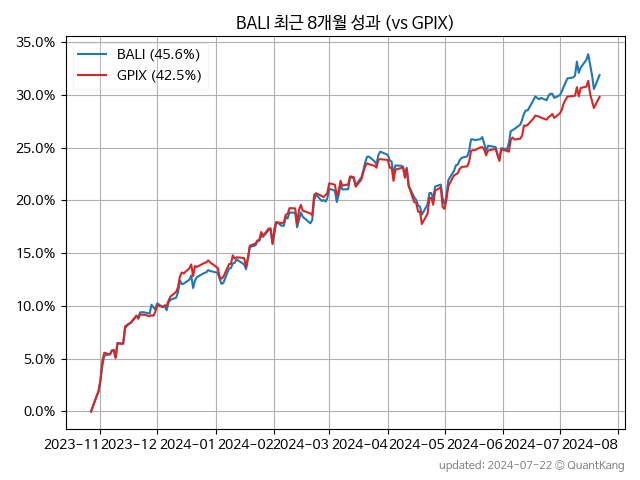 BALI 최근 8개월 성과 (vs GPIX)
35.0%
BALI (45.6%)
GPIX (42.5%)
30.0%
25.0%
20.0%
15.0%
10.0%
5.0%
0.0%
2023-11 2023-12 2024-01 2024-02 2024-03 2024-04 2024-05 2024-06 2024-07 2024-08
updated: 2024-07-22 © QuantKang